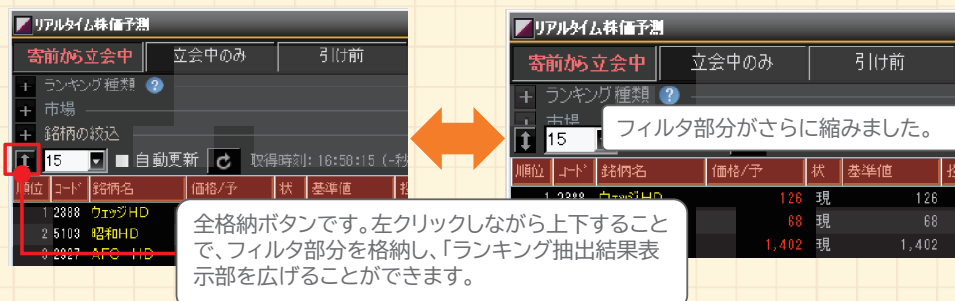 リアルタイム株価予測
寄前から立会中 立会中のみ 引け前
+ ランキング種類 ?
+ 市場
+ 銘柄の絞込
15 自動更新 取得時刻:16:50:15 (-秒
順位 コード 銘柄名 価格/予 状 基準値
1 2388 ウェッジHD
2 5103 昭和HD
3 2927 AFC-HD
全格納ボタンです。左クリックしながら上下すること
で、フィルタ部分を格納し、「ランキング抽出結果表
示部を広げることができます。
リアルタイム株価予測
寄前から立会中 立会中のみ 引け前
+ ランキング種類 ?
+ 市場
15
フィルタ部分がさらに縮みました。
順位 コード 銘柄名 価格/予 状 基準値
1 2388 ウェッジHD 126 現 126
68 現 68
1,402 現 1,402